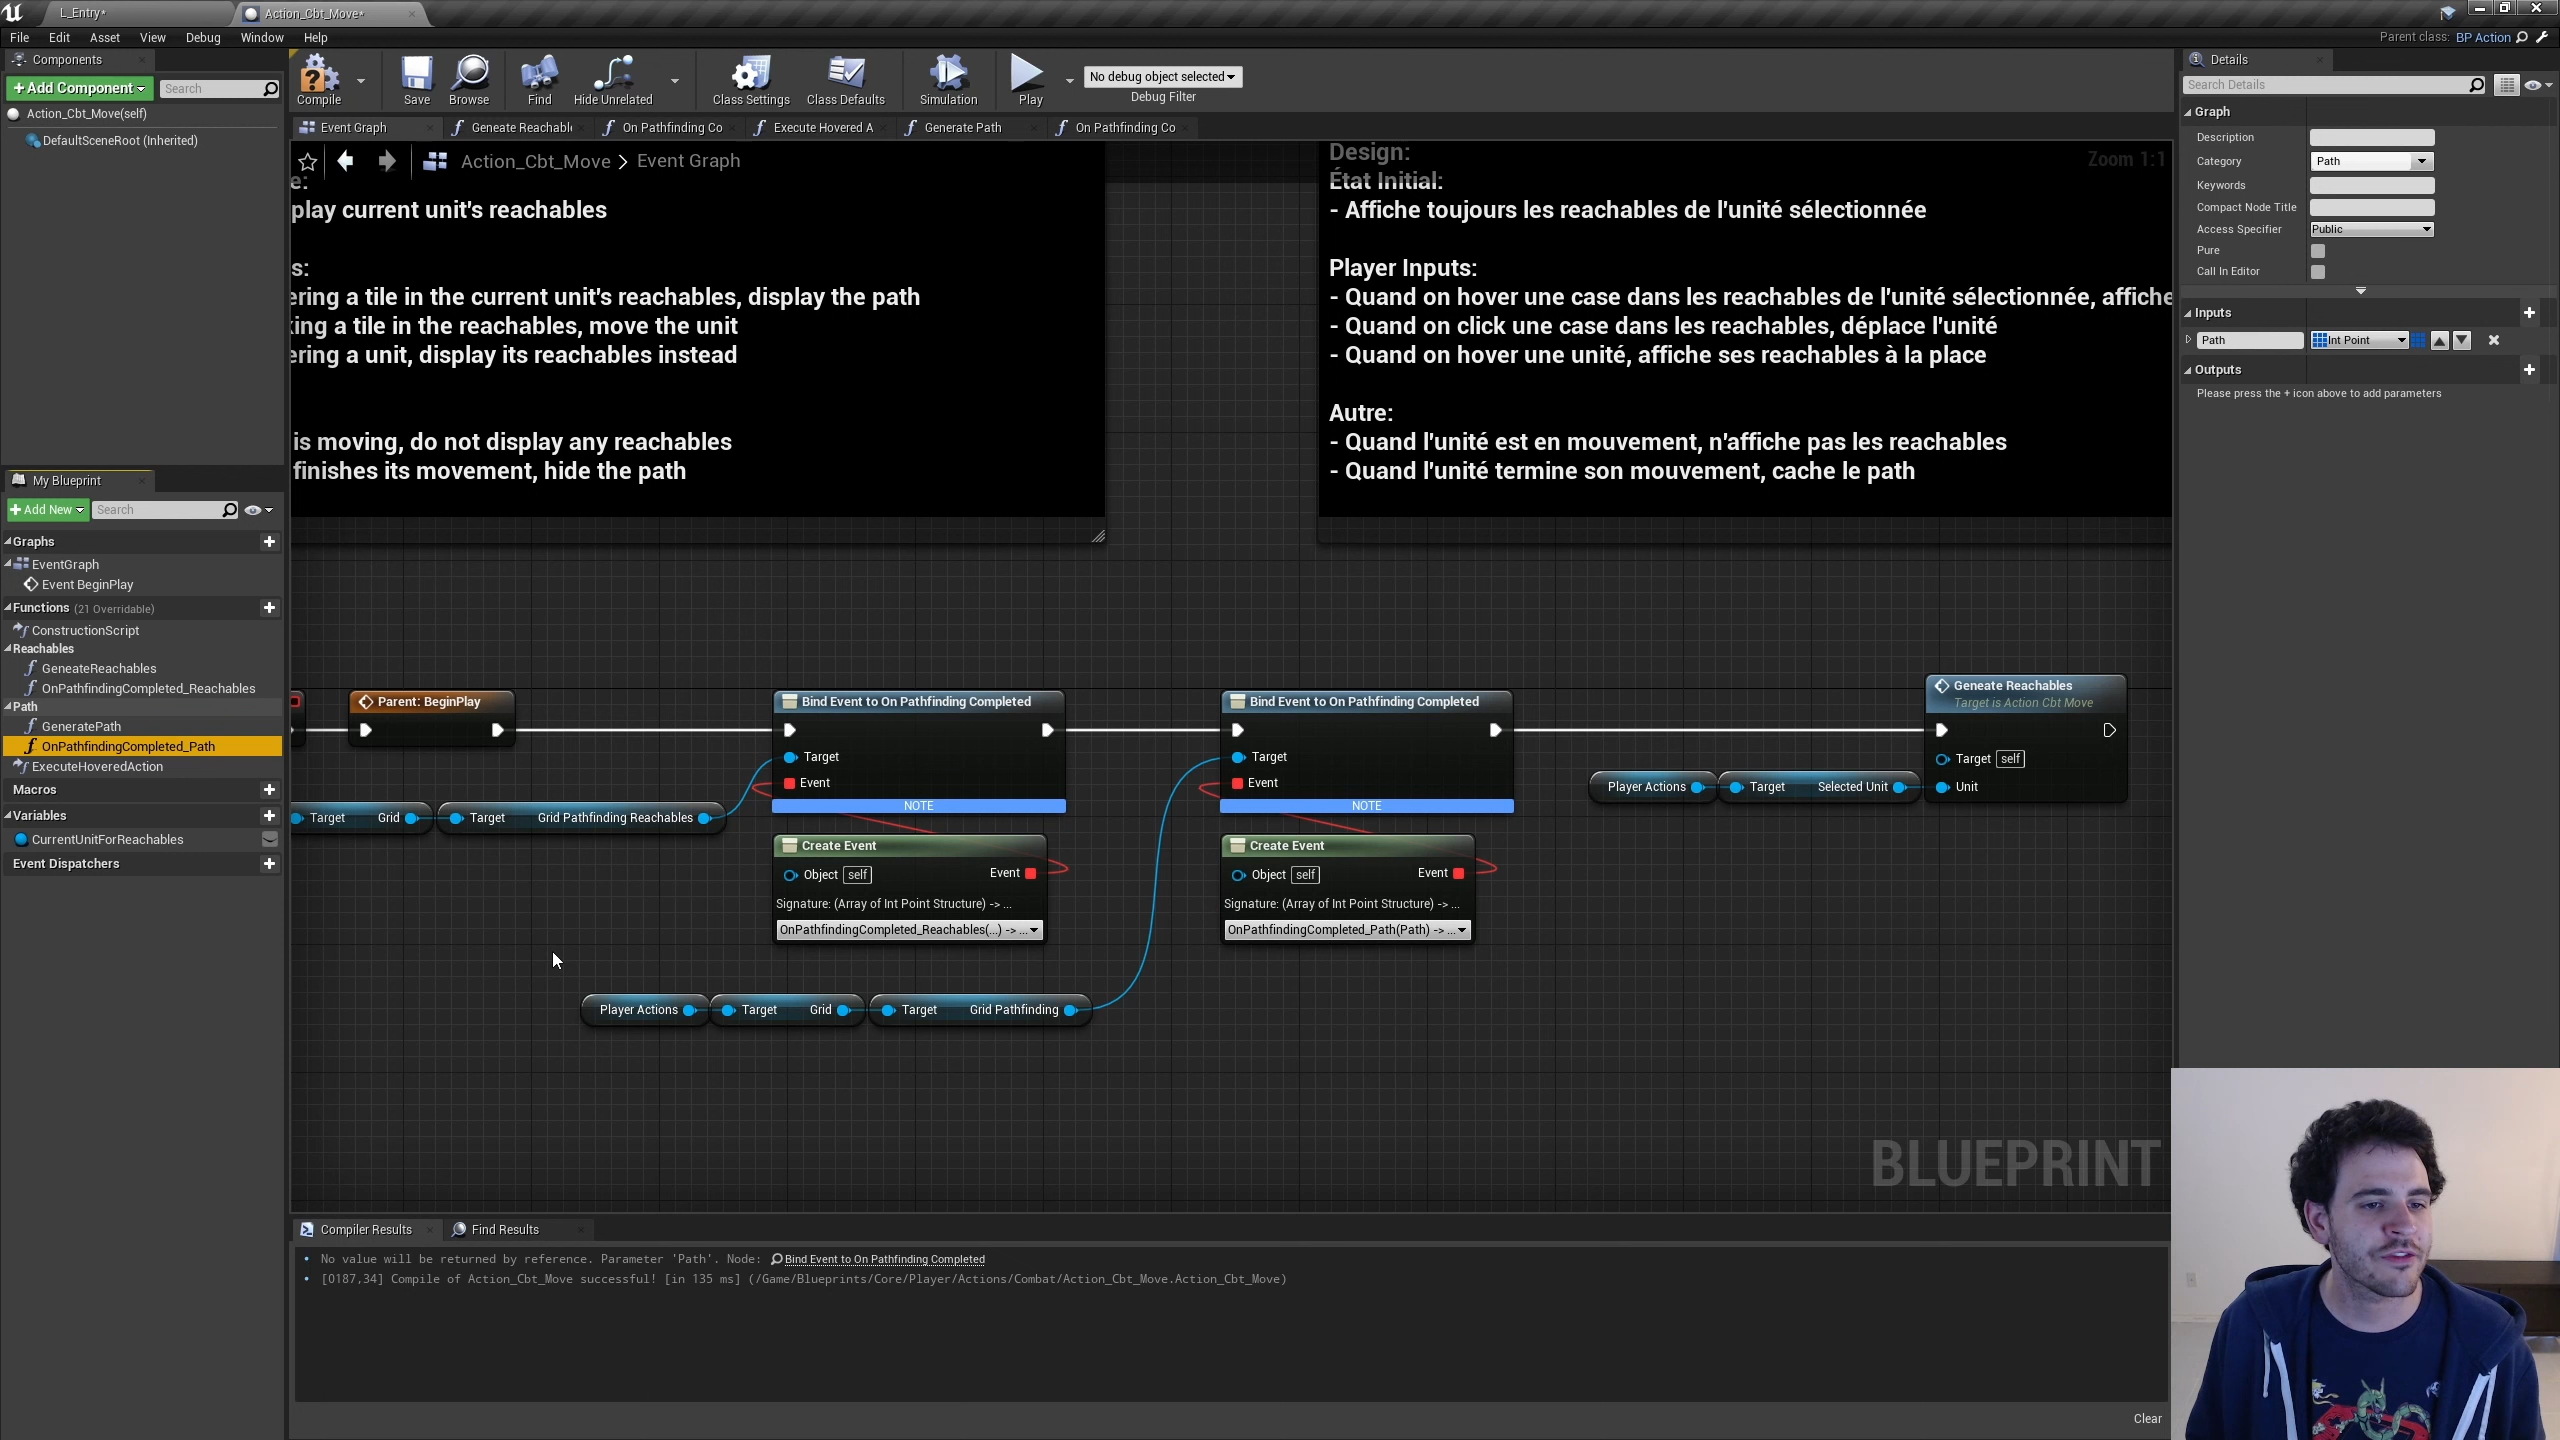 L_Entry*
Action_Cbt_Move*
File Edit Asset View Debug Window Help
Parent class: BP Action
Components
+Add Component
Search
Action_Cbt_Move(self)
DefaultSceneRoot (Inherited)
Compile
Save
Browse
Find
Hide Unrelated
Class Settings
Class Defaults
Simulation
Play
No debug object selected
Debug Filter
Event Graph
Geneate Reachabl
On Pathfinding Co
Execute Hovered A
Generate Path
On Pathfinding Co
Action_Cbt_Move > Event Graph
Zoom 1:1
e:
play current unit's reachables
s:
ering a tile in the current unit's reachables, display the path
king a tile in the reachables, move the unit
ering a unit, display its reachables instead
is moving, do not display any reachables
finishes its movement, hide the path
Design:
État Initial:
- Affiche toujours les reachables de l'unité sélectionnée
Player Inputs:
- Quand on hover une case dans les reachables de l'unité sélectionnée, affiche
- Quand on click une case dans les reachables, déplace l'unité
- Quand on hover une unité, affiche ses reachables à la place
Autre:
- Quand l'unité est en mouvement, n'affiche pas les reachables
- Quand l'unité termine son mouvement, cache le path
My Blueprint
+Add New
Search
Graphs
EventGraph
Event BeginPlay
Functions (21 Overridable)
ConstructionScript
Reachables
GeneateReachables
OnPathfindingCompleted_Reachables
Path
GeneratePath
OnPathfindingCompleted_Path
ExecuteHoveredAction
Macros
Variables
CurrentUnitForReachables
Event Dispatchers
Parent: BeginPlay
Target Grid
Target Grid Pathfinding Reachables
Bind Event to On Pathfinding Completed
Target
Event
NOTE
Create Event
Object self Event
Signature: (Array of Int Point Structure) -> ...
OnPathfindingCompleted_Reachables(...) -> ...
Bind Event to On Pathfinding Completed
Target
Event
NOTE
Create Event
Object self Event
Signature: (Array of Int Point Structure) -> ...
OnPathfindingCompleted_Path(Path) -> ...
Player Actions
Target Grid
Target Grid Pathfinding
Player Actions
Target Selected Unit
Geneate Reachables
Target is Action Cbt Move
Target self
Unit
BLUEPRINT
Compiler Results
Find Results
No value will be returned by reference. Parameter 'Path'. Node: Bind Event to On Pathfinding Completed
[0187,34] Compile of Action_Cbt_Move successful! [in 135 ms] (/Game/Blueprints/Core/Player/Actions/Combat/Action_Cbt_Move.Action_Cbt_Move)
Clear
Details
Search Details
Graph
Description
Category Path
Keywords
Compact Node Title
Access Specifier Public
Pure
Call In Editor
Inputs
Path Int Point
Outputs
Please press the + icon above to add parameters